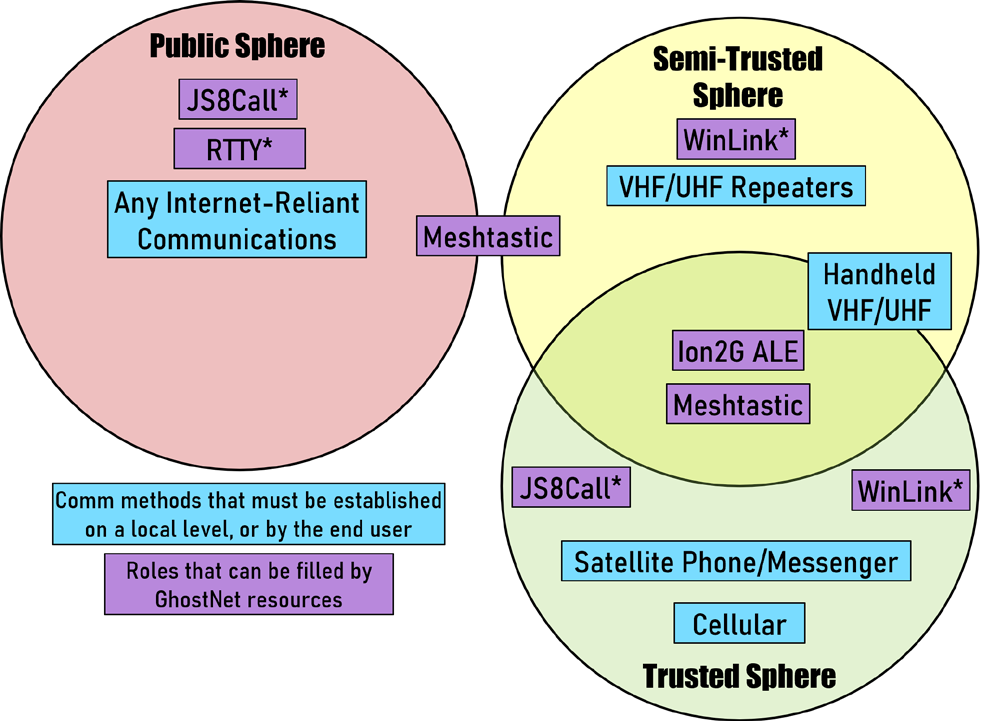 Public Sphere
JS8Call*
RTTY*
Any Internet-Reliant
Communications
Meshtastic
Semi-Trusted
Sphere
WinLink*
VHF/UHF Repeaters
Handheld
VHF/UHF
Ion2G ALE
Meshtastic
JS8Call*
WinLink*
Satellite Phone/Messenger
Cellular
Trusted Sphere
Comm methods that must be established
on a local level, or by the end user
Roles that can be filled by
GhostNet resources